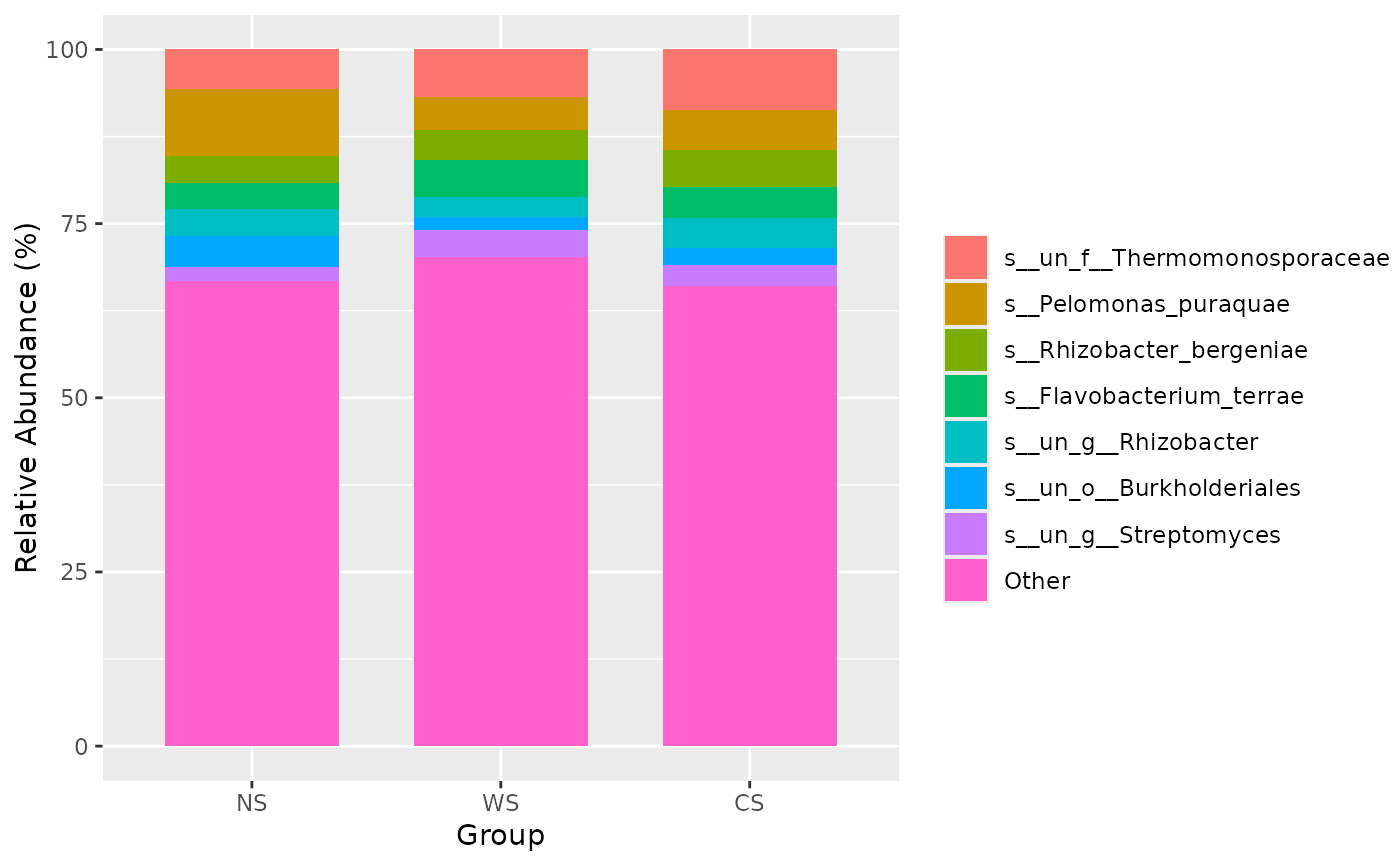 Relative Abundance (%)
100
75
50
25
0
NS
WS
CS
Group
s__un_f__Thermomonosporaceae
s__Pelomonas_puraquae
s__Rhizobacter_bergeniae
s__Flavobacterium_terrae
s__un_g__Rhizobacter
s__un_o__Burkholderiales
s__un_g__Streptomyces
Other